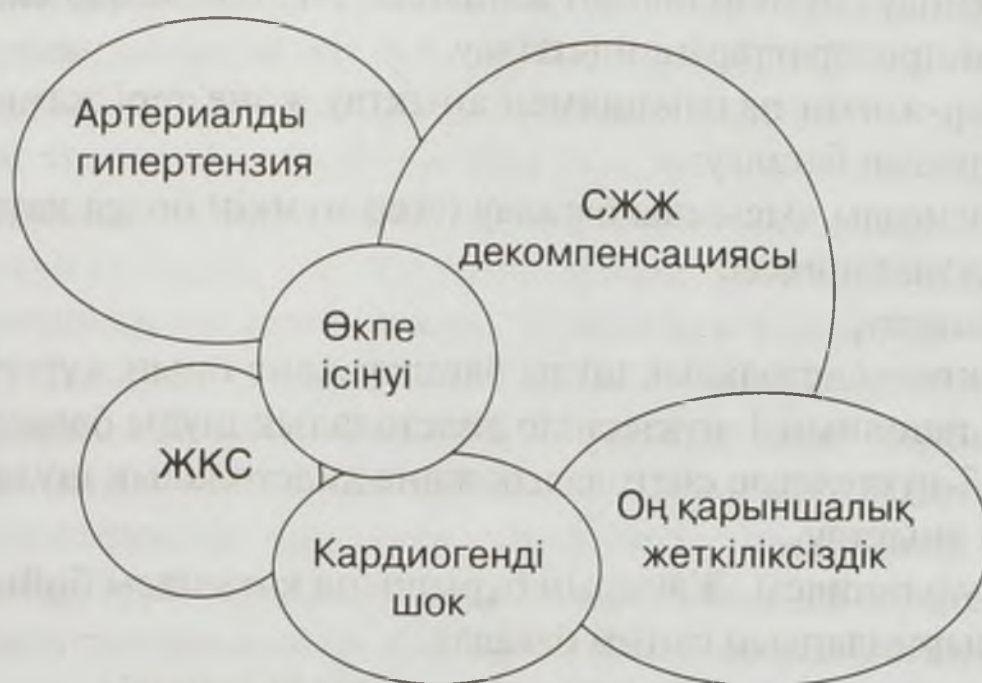 Артериалды
гипертензия
СЖЖ
декомпенсациясы
Өкпе
ісінуі
ЖКС
Кардиогенді
шок
Оң қарыншалық
жеткіліксіздік